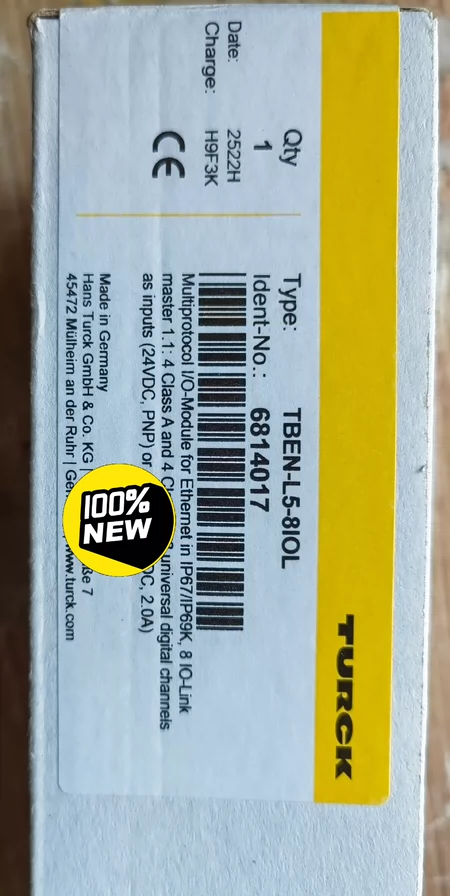 TURCK
Type: TBEN-L5-8IOL
Ident-No.: 6814017
Multiprotocol I/O-Module for Ethernet in IP67/IP69K, 8 IO-Link
master 1.1: 4 Class A and 4 universal digital channels
as inputs (24VDC, PNP) or 2.0A)
Made in Germany
Hans Turck GmbH & Co. KG |
7
45472 Mülheim an der Ruhr | www.turck.com
Qty
1
Date: 2522H
Charge: H9F3K
CE
100%
NEW